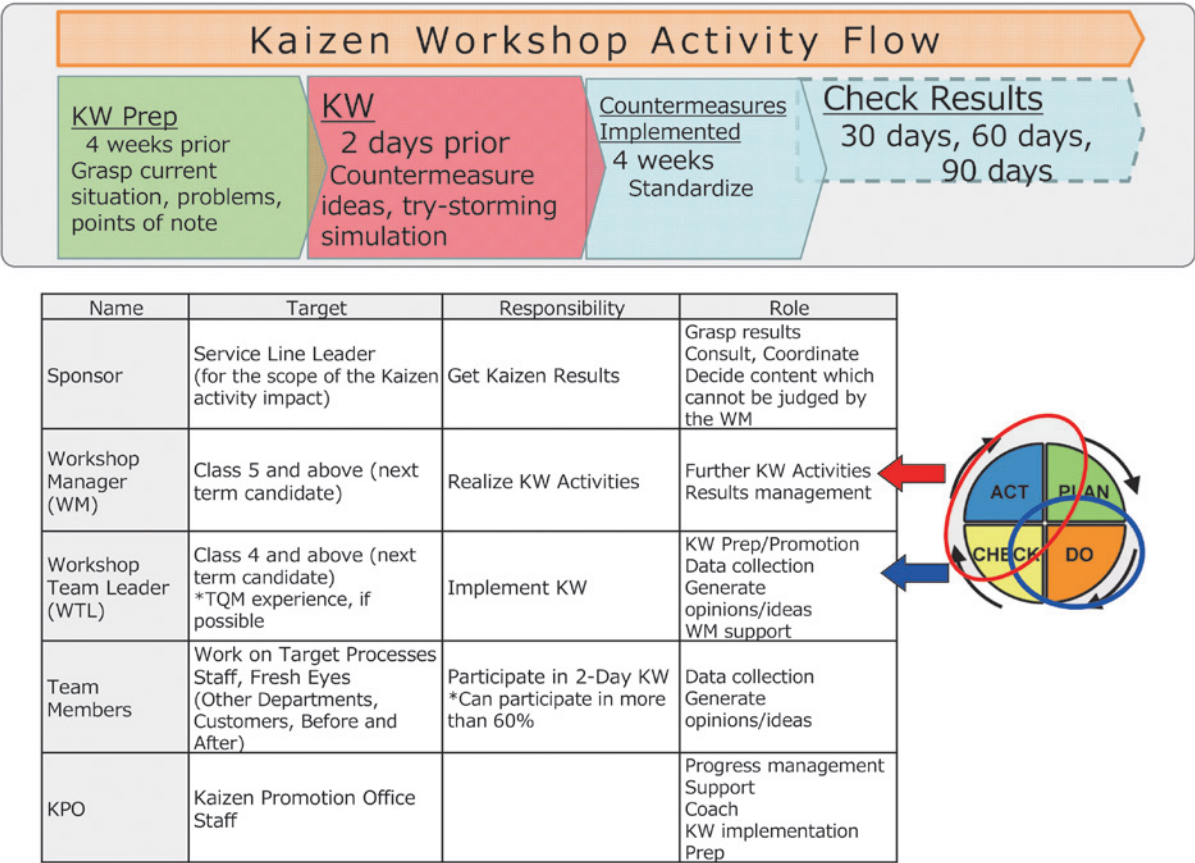 Kaizen Workshop Activity Flow
KW Prep
4 weeks prior
Grasp current
situation, problems,
points of note
KW
2 days prior
Countermeasure
ideas, try-storming
simulation
Countermeasures
Implemented
4 weeks
Standardize
Check Results
30 days, 60 days,
90 days
Name
Target
Responsibility
Role
Sponsor
Service Line Leader
(for the scope of the Kaizen
activity impact)
Get Kaizen Results
Grasp results
Consult, Coordinate
Decide content which
cannot be judged by
the WM
Workshop
Manager
(WM)
Class 5 and above (next
term candidate)
Realize KW Activities
Further KW Activities
Results management
Workshop
Team Leader
(WTL)
Class 4 and above (next
term candidate)
*TQM experience, if
possible
Implement KW
KW Prep/Promotion
Data collection
Generate
opinions/ideas
WM support
Team
Members
Work on Target Processes
Staff, Fresh Eyes
(Other Departments,
Customers, Before and
After)
Participate in 2-Day KW
*Can participate in more
than 60%
Data collection
Generate
opinions/ideas
KPO
Kaizen Promotion Office
Staff
Progress management
Support
Coach
KW implementation
Prep
ACT
PLAN
CHECK
DO